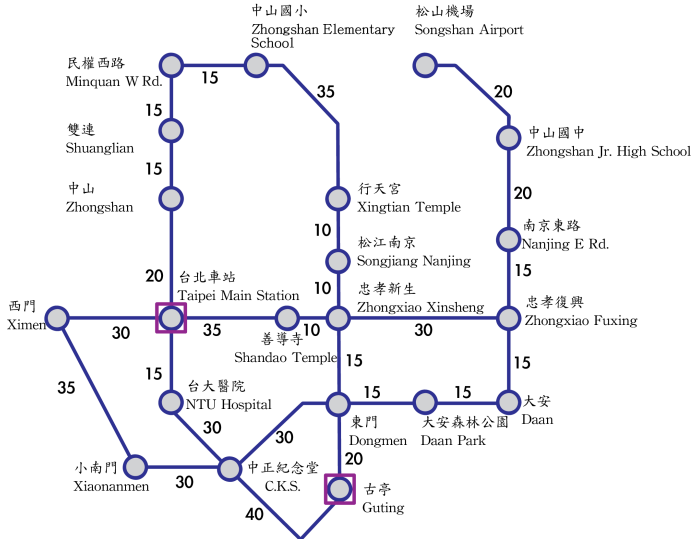 中山國小
Zhongshan Elementary
School
松山機場
Songshan Airport
民權西路
Minquan W Rd.
15
35
20
15
雙連
Shuanglian
中山國中
Zhongshan Jr. High School
15
中山
Zhongshan
行天宮
Xingtian Temple
20
10
松江南京
Songjiang Nanjing
南京東路
Nanjing E Rd.
20
台北車站
Taipei Main Station
10
忠孝新生
Zhongxiao Xinsheng
15
忠孝復興
Zhongxiao Fuxing
西門
Ximen
30
35
10
30
善導寺
Shandao Temple
15
15
35
15
台大醫院
NTU Hospital
15
15
大安
Daan
30
30
東門
Dongmen
大安森林公園
Daan Park
小南門
Xiaonanmen
30
中正紀念堂
C.K.S.
20
古亭
Guting
40